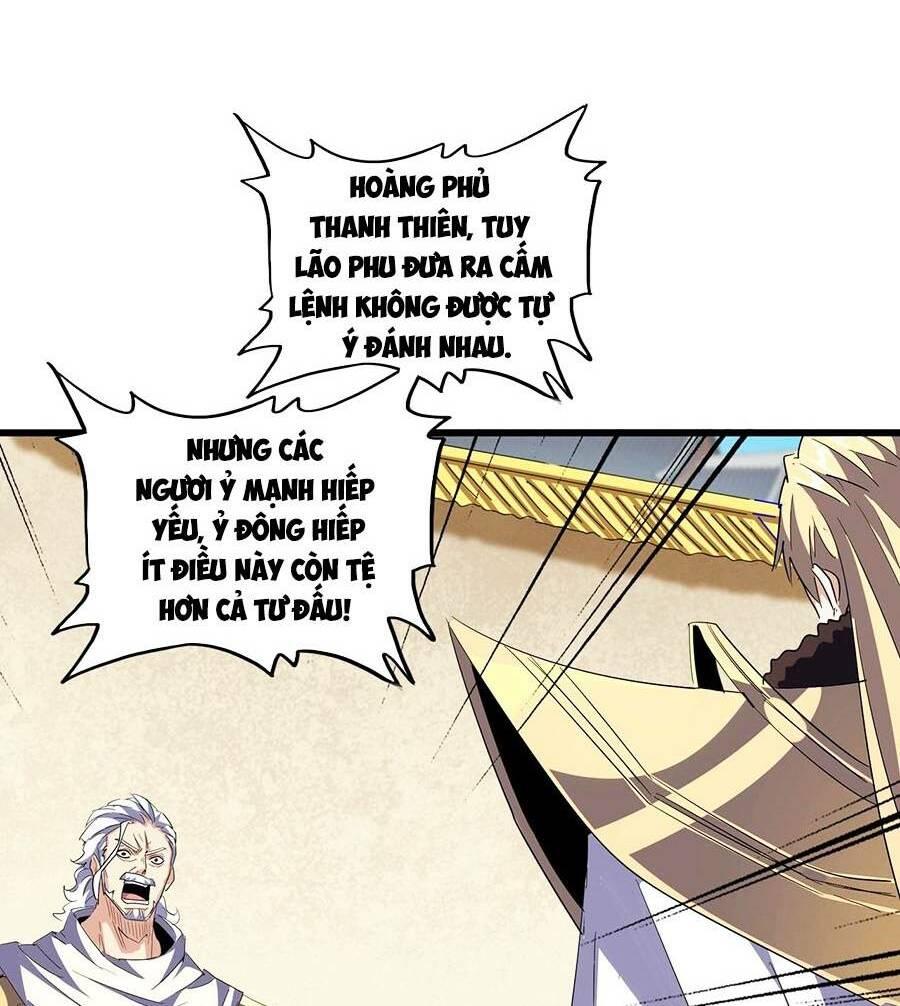 HOÀNG PHỦ
THANH THIÊN, TUY
LÃO PHU ĐƯA RA CẤM
LỆNH KHÔNG ĐƯỢC TỰ
Ý ĐÁNH NHAU.
NHƯNG CÁC
NGƯƠI Ỷ MẠNH HIẾP
YẾU, Ỷ ĐÔNG HIẾP
ÍT ĐIỀU NÀY CÒN TỆ
HƠN CẢ TƯ ĐẤU!